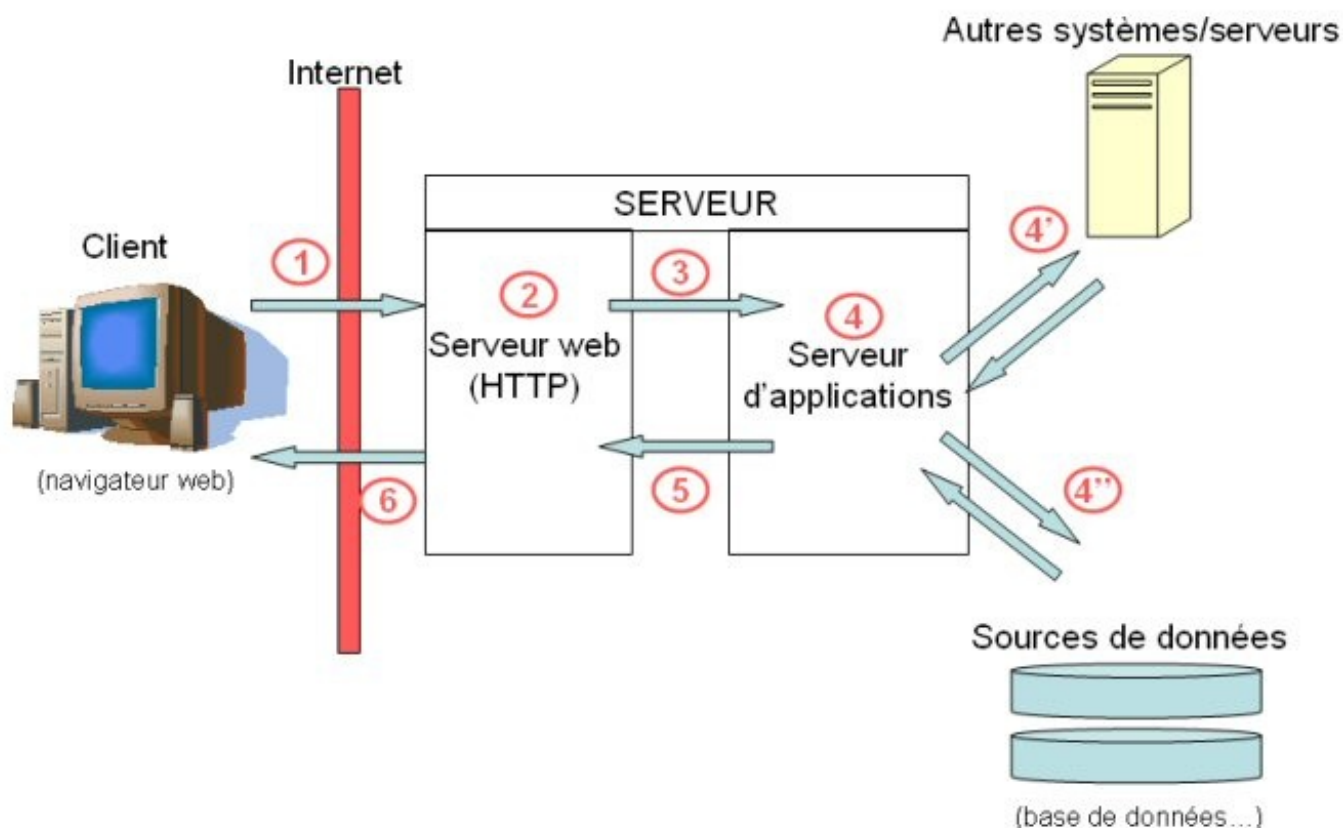 Autres systèmes/serveurs
Internet
SERVEUR
Client
1
2
3
4
4'
Serveur web
(HTTP)
Serveur
d'applications
(navigateur web)
6
5
4''
Sources de données
(base de données...)